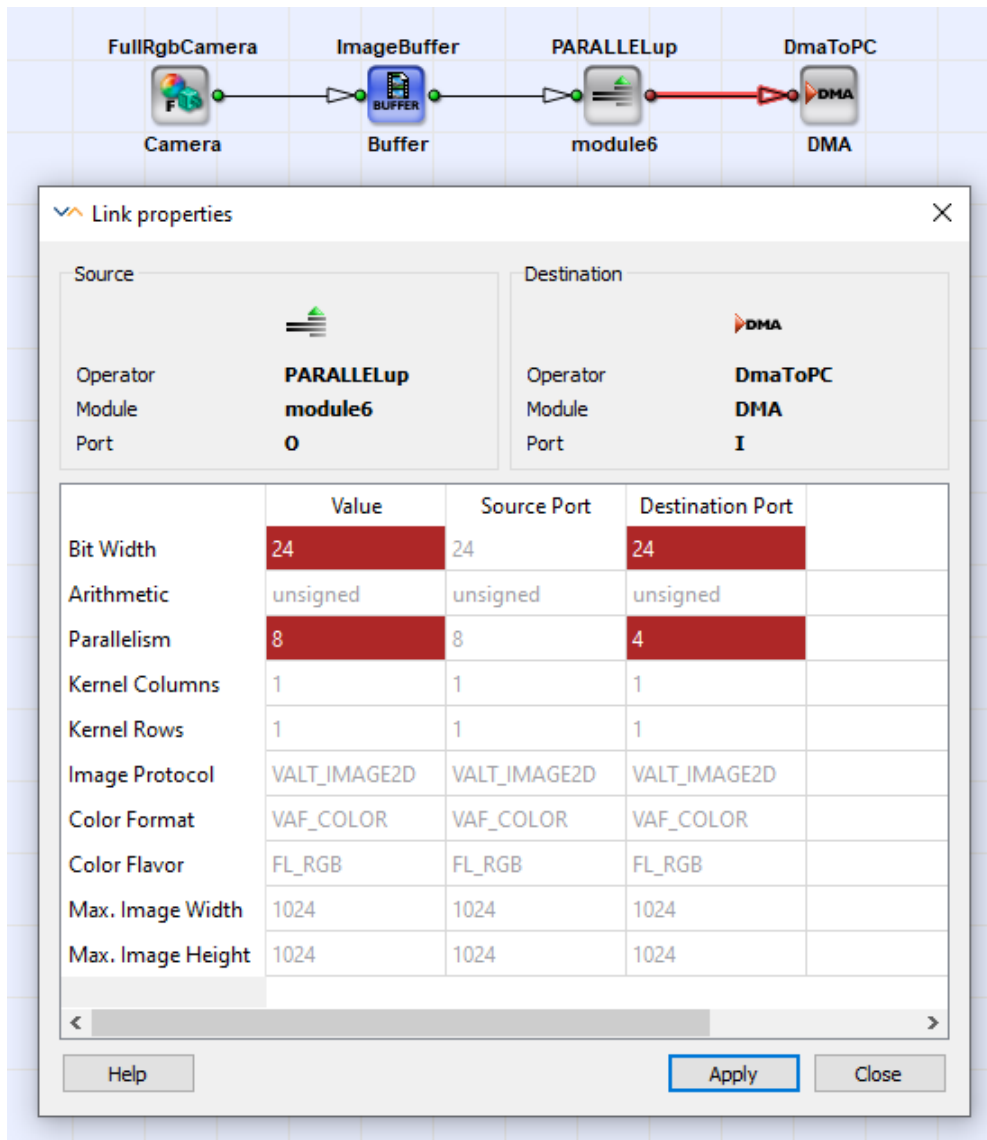 FullRgbCamera ImageBuffer PARALLELup DmaToPC
F BUFFER DMA
Camera Buffer module6 DMA
Link properties
Source Destination
DMA
Operator PARALLELup Operator DmaToPC
Module module6 Module DMA
Port O Port I
Value Source Port Destination Port
Bit Width 24 24 24
Arithmetic unsigned unsigned unsigned
Parallelism 8 8 4
Kernel Columns 1 1 1
Kernel Rows 1 1 1
Image Protocol VALT_IMAGE2D VALT_IMAGE2D VALT_IMAGE2D
Color Format VAF_COLOR VAF_COLOR VAF_COLOR
Color Flavor FL_RGB FL_RGB FL_RGB
Max. Image Width 1024 1024 1024
Max. Image Height 1024 1024 1024
Help Apply Close